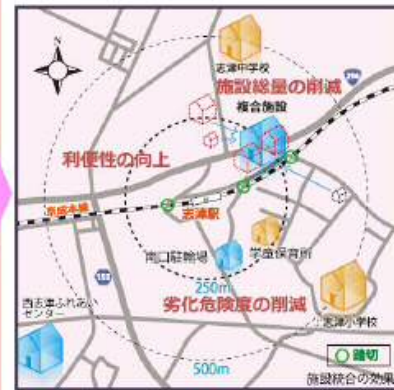 N
志津中学校
施設総量の削減
複合施設
296
利便性の向上
京成本線
志津駅
南口駐輪場
学童保育所
155
250m
劣化危険度の削減
西志津ふれあい
センター
志津小学校
500m
踏切
施設統合の効果